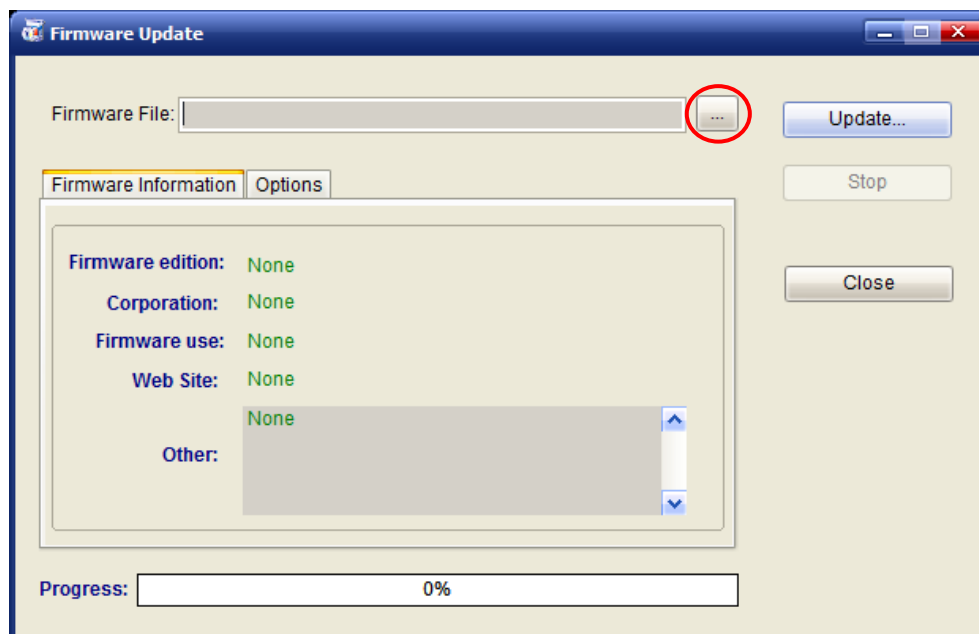 Firmware Update
Firmware File:
...
Update...
Stop
Firmware Information
Options
Firmware edition: None
Corporation: None
Firmware use: None
Web Site: None
Other: None
Close
Progress: 0%